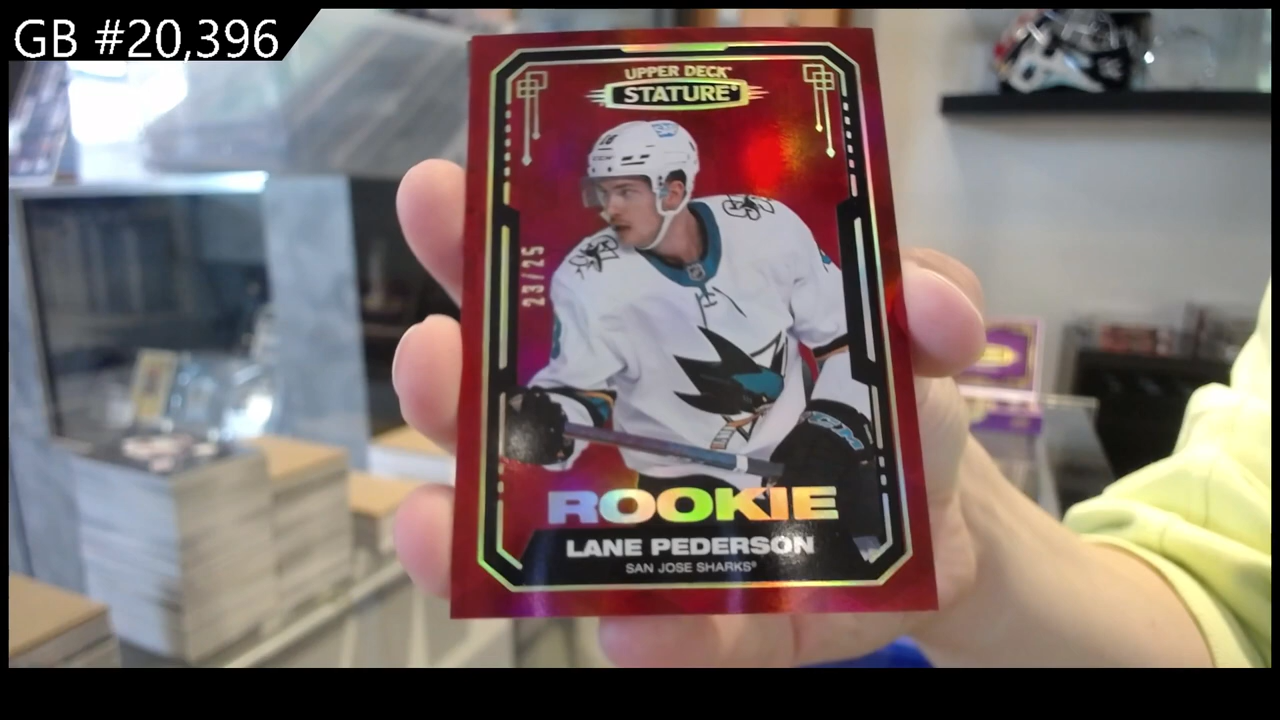 GB #20,396
UPPER DECK
STATURE
23/25
ROOKIE
LANE PEDERSON
SAN JOSE SHARKS®